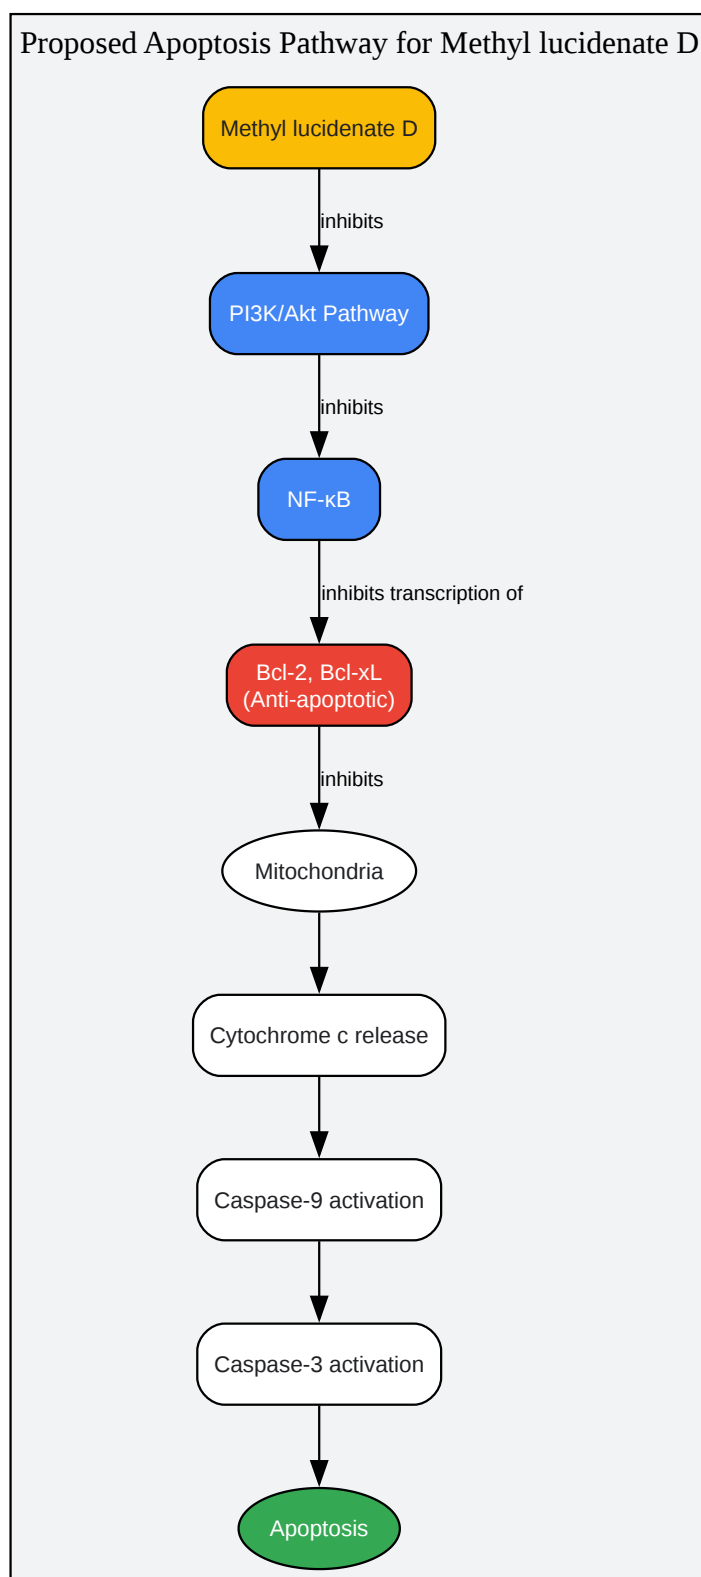 Proposed Apoptosis Pathway for Methyl lucidenate D
Methyl lucidenate D
inhibits
PI3K/Akt Pathway
inhibits
NF-κB
inhibits transcription of
Bcl-2, Bcl-xL
(Anti-apoptotic)
inhibits
Mitochondria
Cytochrome c release
Caspase-9 activation
Caspase-3 activation
Apoptosis